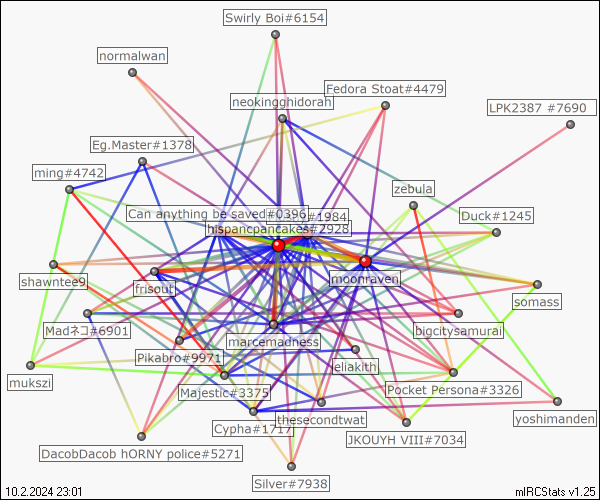 Swirly Boi#6154
normalwan
Fedora Stoat#4479
neokingghidorah
LPK2387 #7690
Eg.Master#1378
ming#4742
zebula
Can anything be saved#0396
#1984
Duck#1245
hispancpancakes#2928
shawntee9
frisout
moonraven
somass
Madネコ#6901
marcemadness
bigcitysamurai
Pikabro#9971
eliakith
mukszi
Majestic#3375
Pocket Persona#3326
thesecondtwat
yoshimanden
Cypha#1717
JKOUYH VIII#7034
DacobDacob hORNY police#5271
Silver#7938
10.2.2024 23:01
mIRCStats v1.25